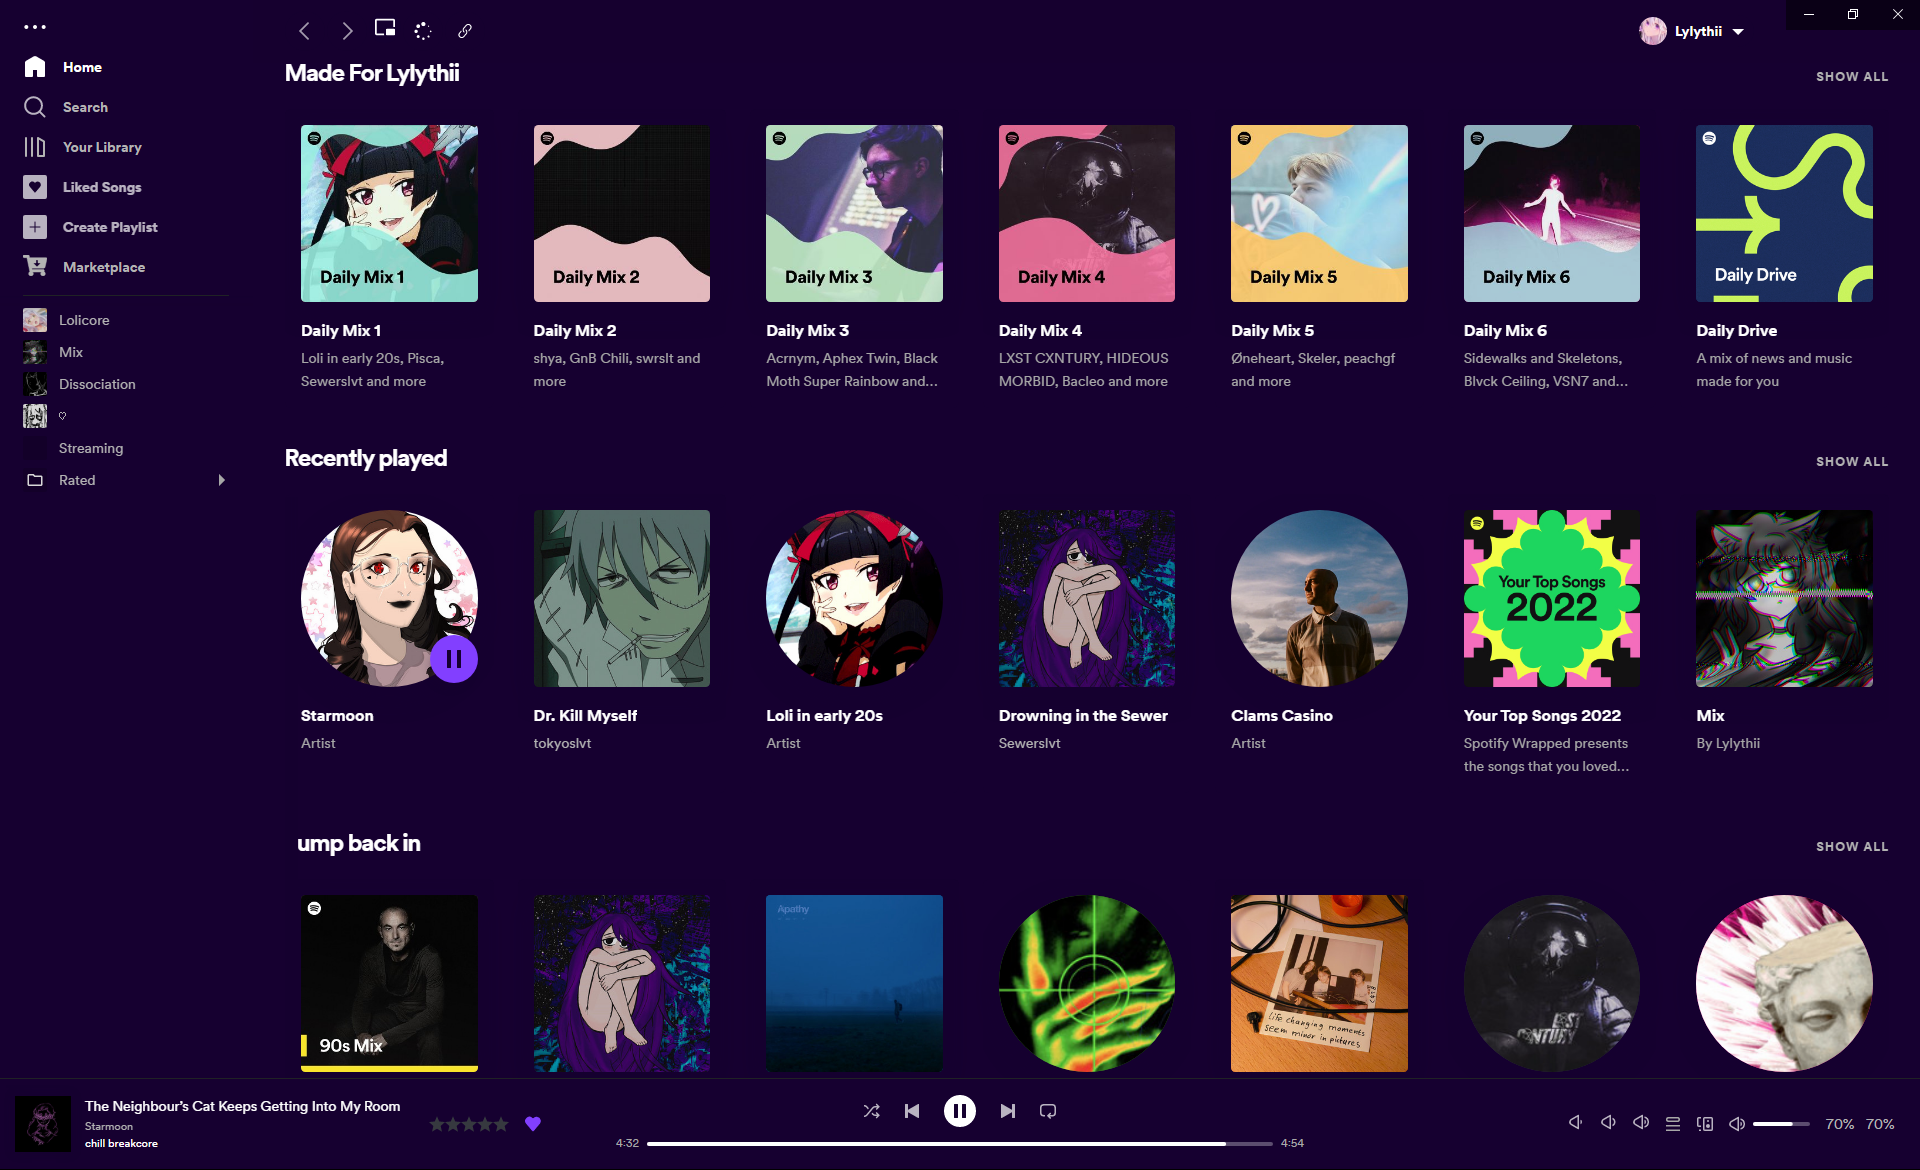 Lylythii
Home
Search
Your Library
Liked Songs
Create Playlist
Marketplace
Lolicore
Mix
Dissociation
♡
Streaming
Rated
Made For Lylythii
SHOW ALL
Daily Mix 1
Daily Mix 2
Daily Mix 3
Daily Mix 4
Daily Mix 5
Daily Mix 6
Daily Drive
Daily Mix 1
Loli in early 20s, Pisca,
Sewerslvt and more
Daily Mix 2
shya, GnB Chili, swrslt and
more
Daily Mix 3
Acrnym, Aphex Twin, Black
Moth Super Rainbow and...
Daily Mix 4
LXST CXNTURY, HIDEOUS
MORBID, Bacleo and more
Daily Mix 5
Øneheart, Skeler, peachgf
and more
Daily Mix 6
Sidewalks and Skeletons,
Blvck Ceiling, VSN7 and...
Daily Drive
A mix of news and music
made for you
Recently played
SHOW ALL
Your Top Songs
2022
Starmoon
Artist
Dr. Kill Myself
tokyoslvt
Loli in early 20s
Artist
Drowning in the Sewer
Sewerslvt
Clams Casino
Artist
Your Top Songs 2022
Spotify Wrapped presents
the songs that you loved...
Mix
By Lylythii
ump back in
SHOW ALL
90s Mix
Apathy
life changing moments
seem minor in pictures
LXST
CXNTURY
The Neighbour's Cat Keeps Getting Into My Room
Starmoon
chill breakcore
4:32
4:54
70% 70%